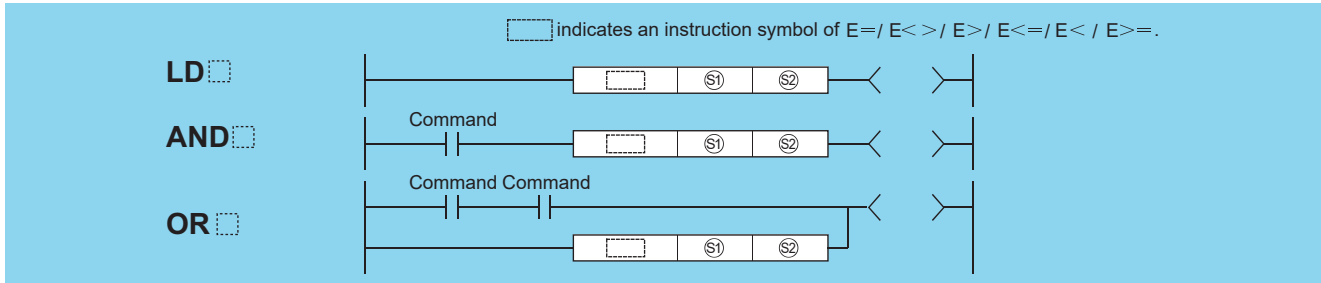 indicates an instruction symbol of E=/ E< >/ E>/ E<=/ E< / E>=.
LD
S1 S2
Command
AND
S1 S2
Command Command
OR
S1 S2